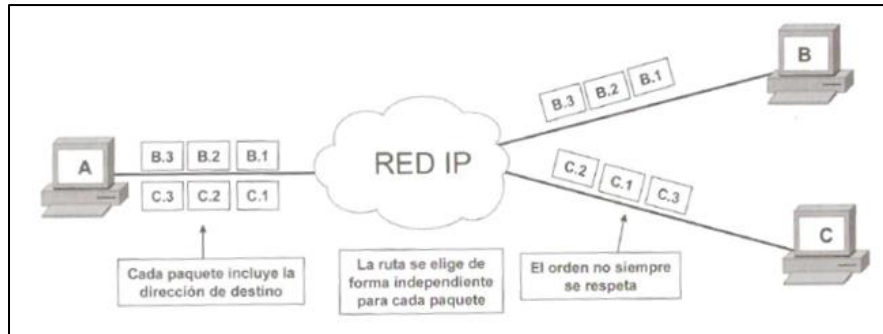 B
B.3 B.2 B.1
A
B.3 B.2 B.1
RED IP
C.3 C.2 C.1
C.2 C.1 C.3
C
Cada paquete incluye la
dirección de destino
La ruta se elige de
forma independiente
para cada paquete
El orden no siempre
se respeta